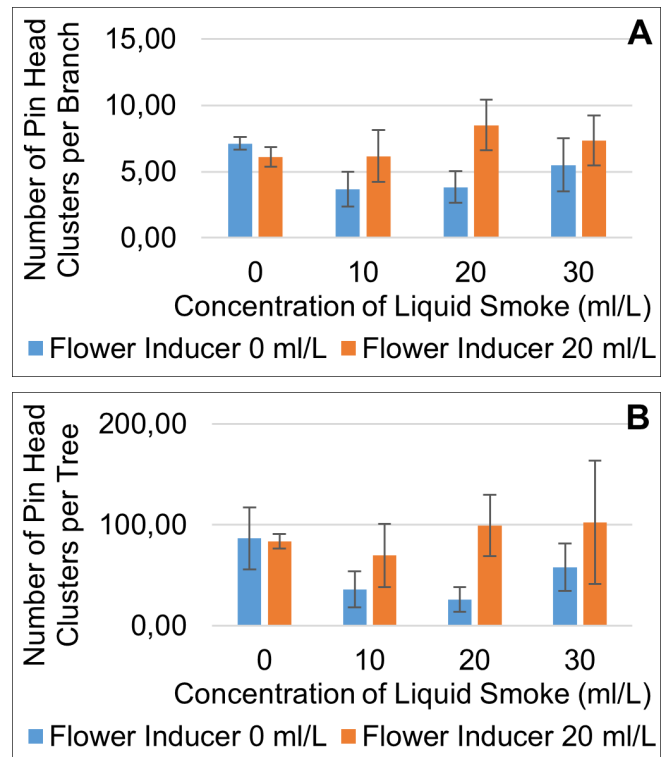 A
Number of Pin Head
Clusters per Branch
15,00
10,00
5,00
0,00
0 10 20 30
Concentration of Liquid Smoke (ml/L)
Flower Inducer 0 ml/L Flower Inducer 20 ml/L
B
Number of Pin Head
Clusters per Tree
200,00
100,00
0,00
0 10 20 30
Concentration of Liquid Smoke (ml/L)
Flower Inducer 0 ml/L Flower Inducer 20 ml/L